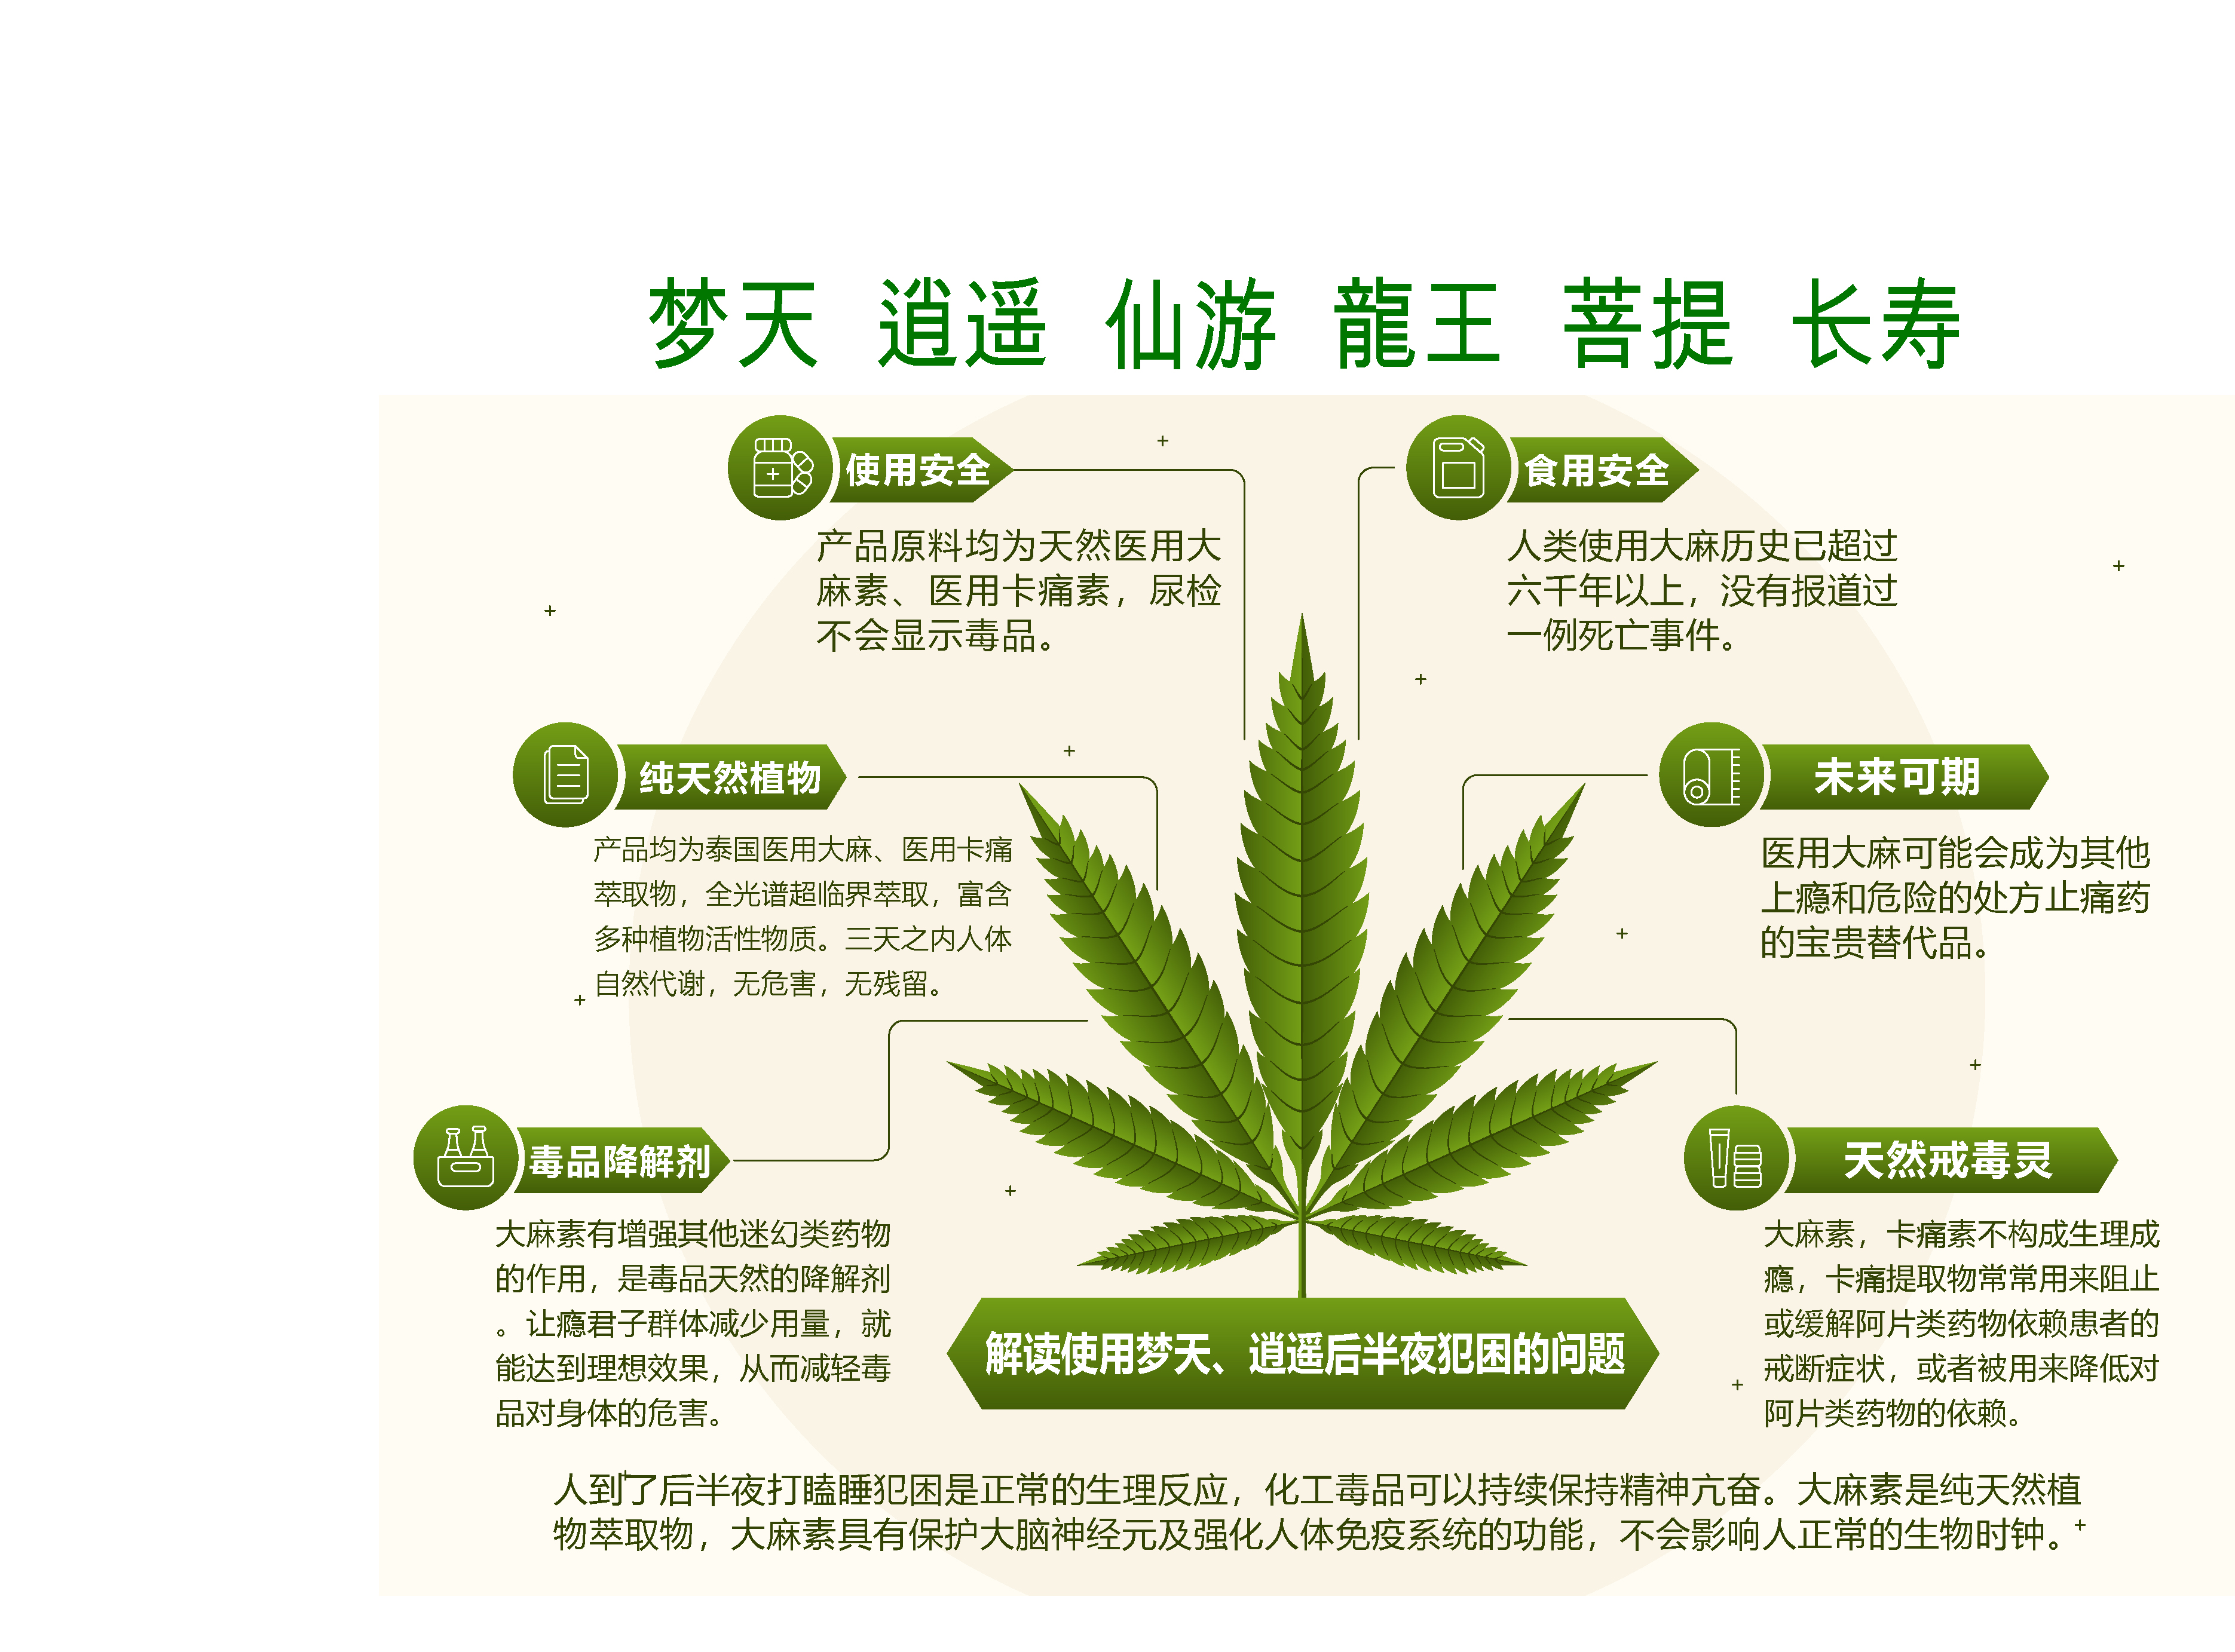 梦天 逍遥 仙游 龍王 菩提 长寿
使用安全
产品原料均为天然医用大
麻素、医用卡痛素，尿检
不会显示毒品。
食用安全
人类使用大麻历史已超过
六千年以上，没有报道过
一例死亡事件。
纯天然植物
产品均为泰国医用大麻、医用卡痛
萃取物，全光谱超临界萃取，富含
多种植物活性物质。三天之内人体
自然代谢，无危害，无残留。
未来可期
医用大麻可能会成为其他
上瘾和危险的处方止痛药
的宝贵替代品。
毒品降解剂
大麻素有增强其他迷幻类药物
的作用，是毒品天然的降解剂
。让瘾君子群体减少用量，就
能达到理想效果，从而减轻毒
品对身体的危害。
天然戒毒灵
大麻素，卡痛素不构成生理成
瘾，卡痛提取物常常用来阻止
或缓解阿片类药物依赖患者的
戒断症状，或者被用来降低对
阿片类药物的依赖。
解读使用梦天、逍遥后半夜犯困的问题
人到了后半夜打瞌睡犯困是正常的生理反应，化工毒品可以持续保持精神亢奋。大麻素是纯天然植
物萃取物，大麻素具有保护大脑神经元及强化人体免疫系统的功能，不会影响人正常的生物时钟。